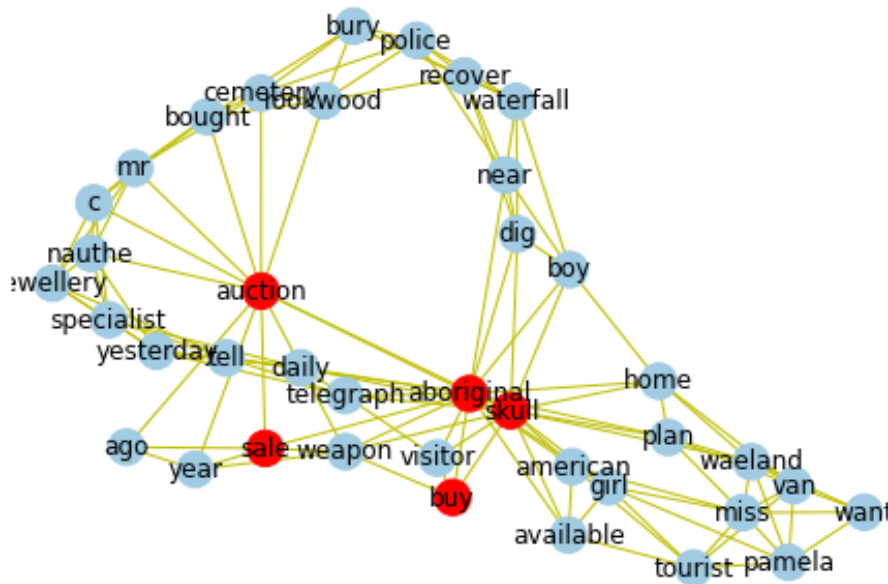 bury
police
recover
cemetery
rookwood
waterfall
bought
mr
near
c
dig
nauthe
boy
ewellery
auction
specialist
yesterday
tell
daily
home
telegraph
aboriginal
skull
ago
sale
weapon
visitor
plan
year
american
waeland
buy
girl
van
available
miss
want
tourist
pamela